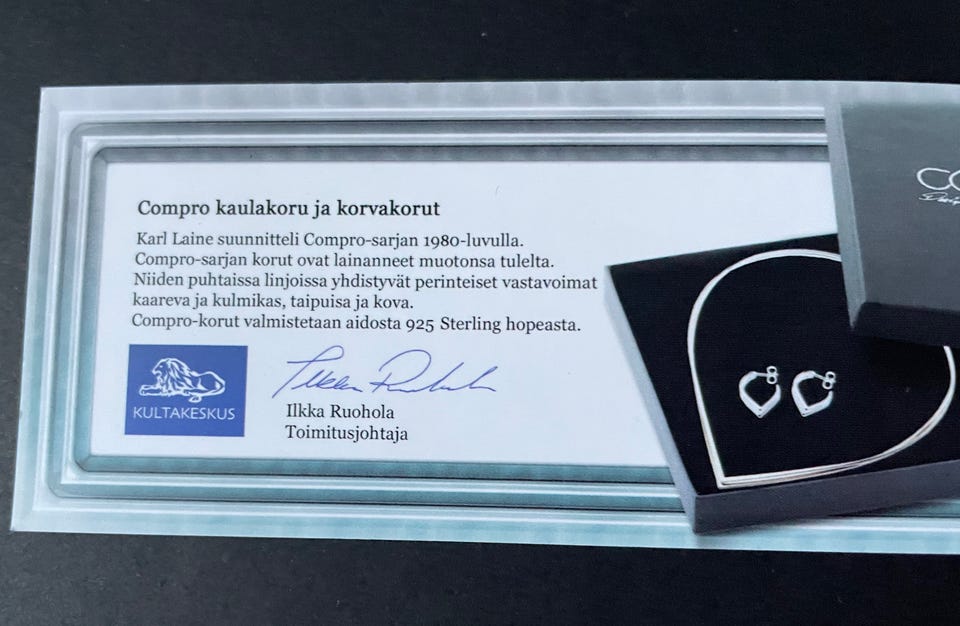 Compro kaulakoru ja korvakorut
Karl Laine suunnitteli Compro-sarjan 1980-luvulla.
Compro-sarjan korut ovat lainanneet muotonsa tulelta.
Niiden puhtaissa linjoissa yhdistyvät perinteiset vastavoimat
kaareva ja kulmikas, taipuisa ja kova.
Compro-korut valmistetaan aidosta 925 Sterling hopeasta.
KULTAKESKUS
Ilkka Ruohola
Ilkka Ruohola
Toimitusjohtaja